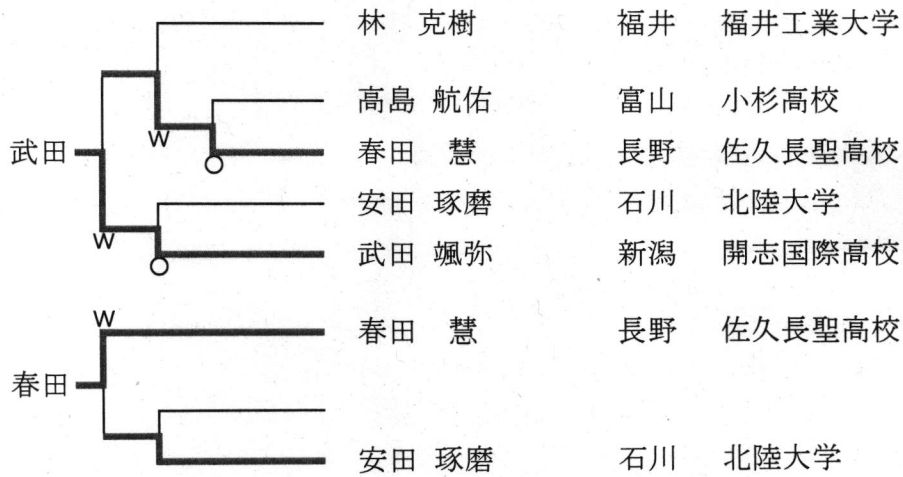 林 克樹 福井 福井工業大学
高島 航佑 富山 小杉高校
W
武田 春田 慧 長野 佐久長聖高校
安田 琢磨 石川 北陸大学
W
武田 颯弥 新潟 開志国際高校
W
春田 慧 長野 佐久長聖高校
春田
安田 琢磨 石川 北陸大学